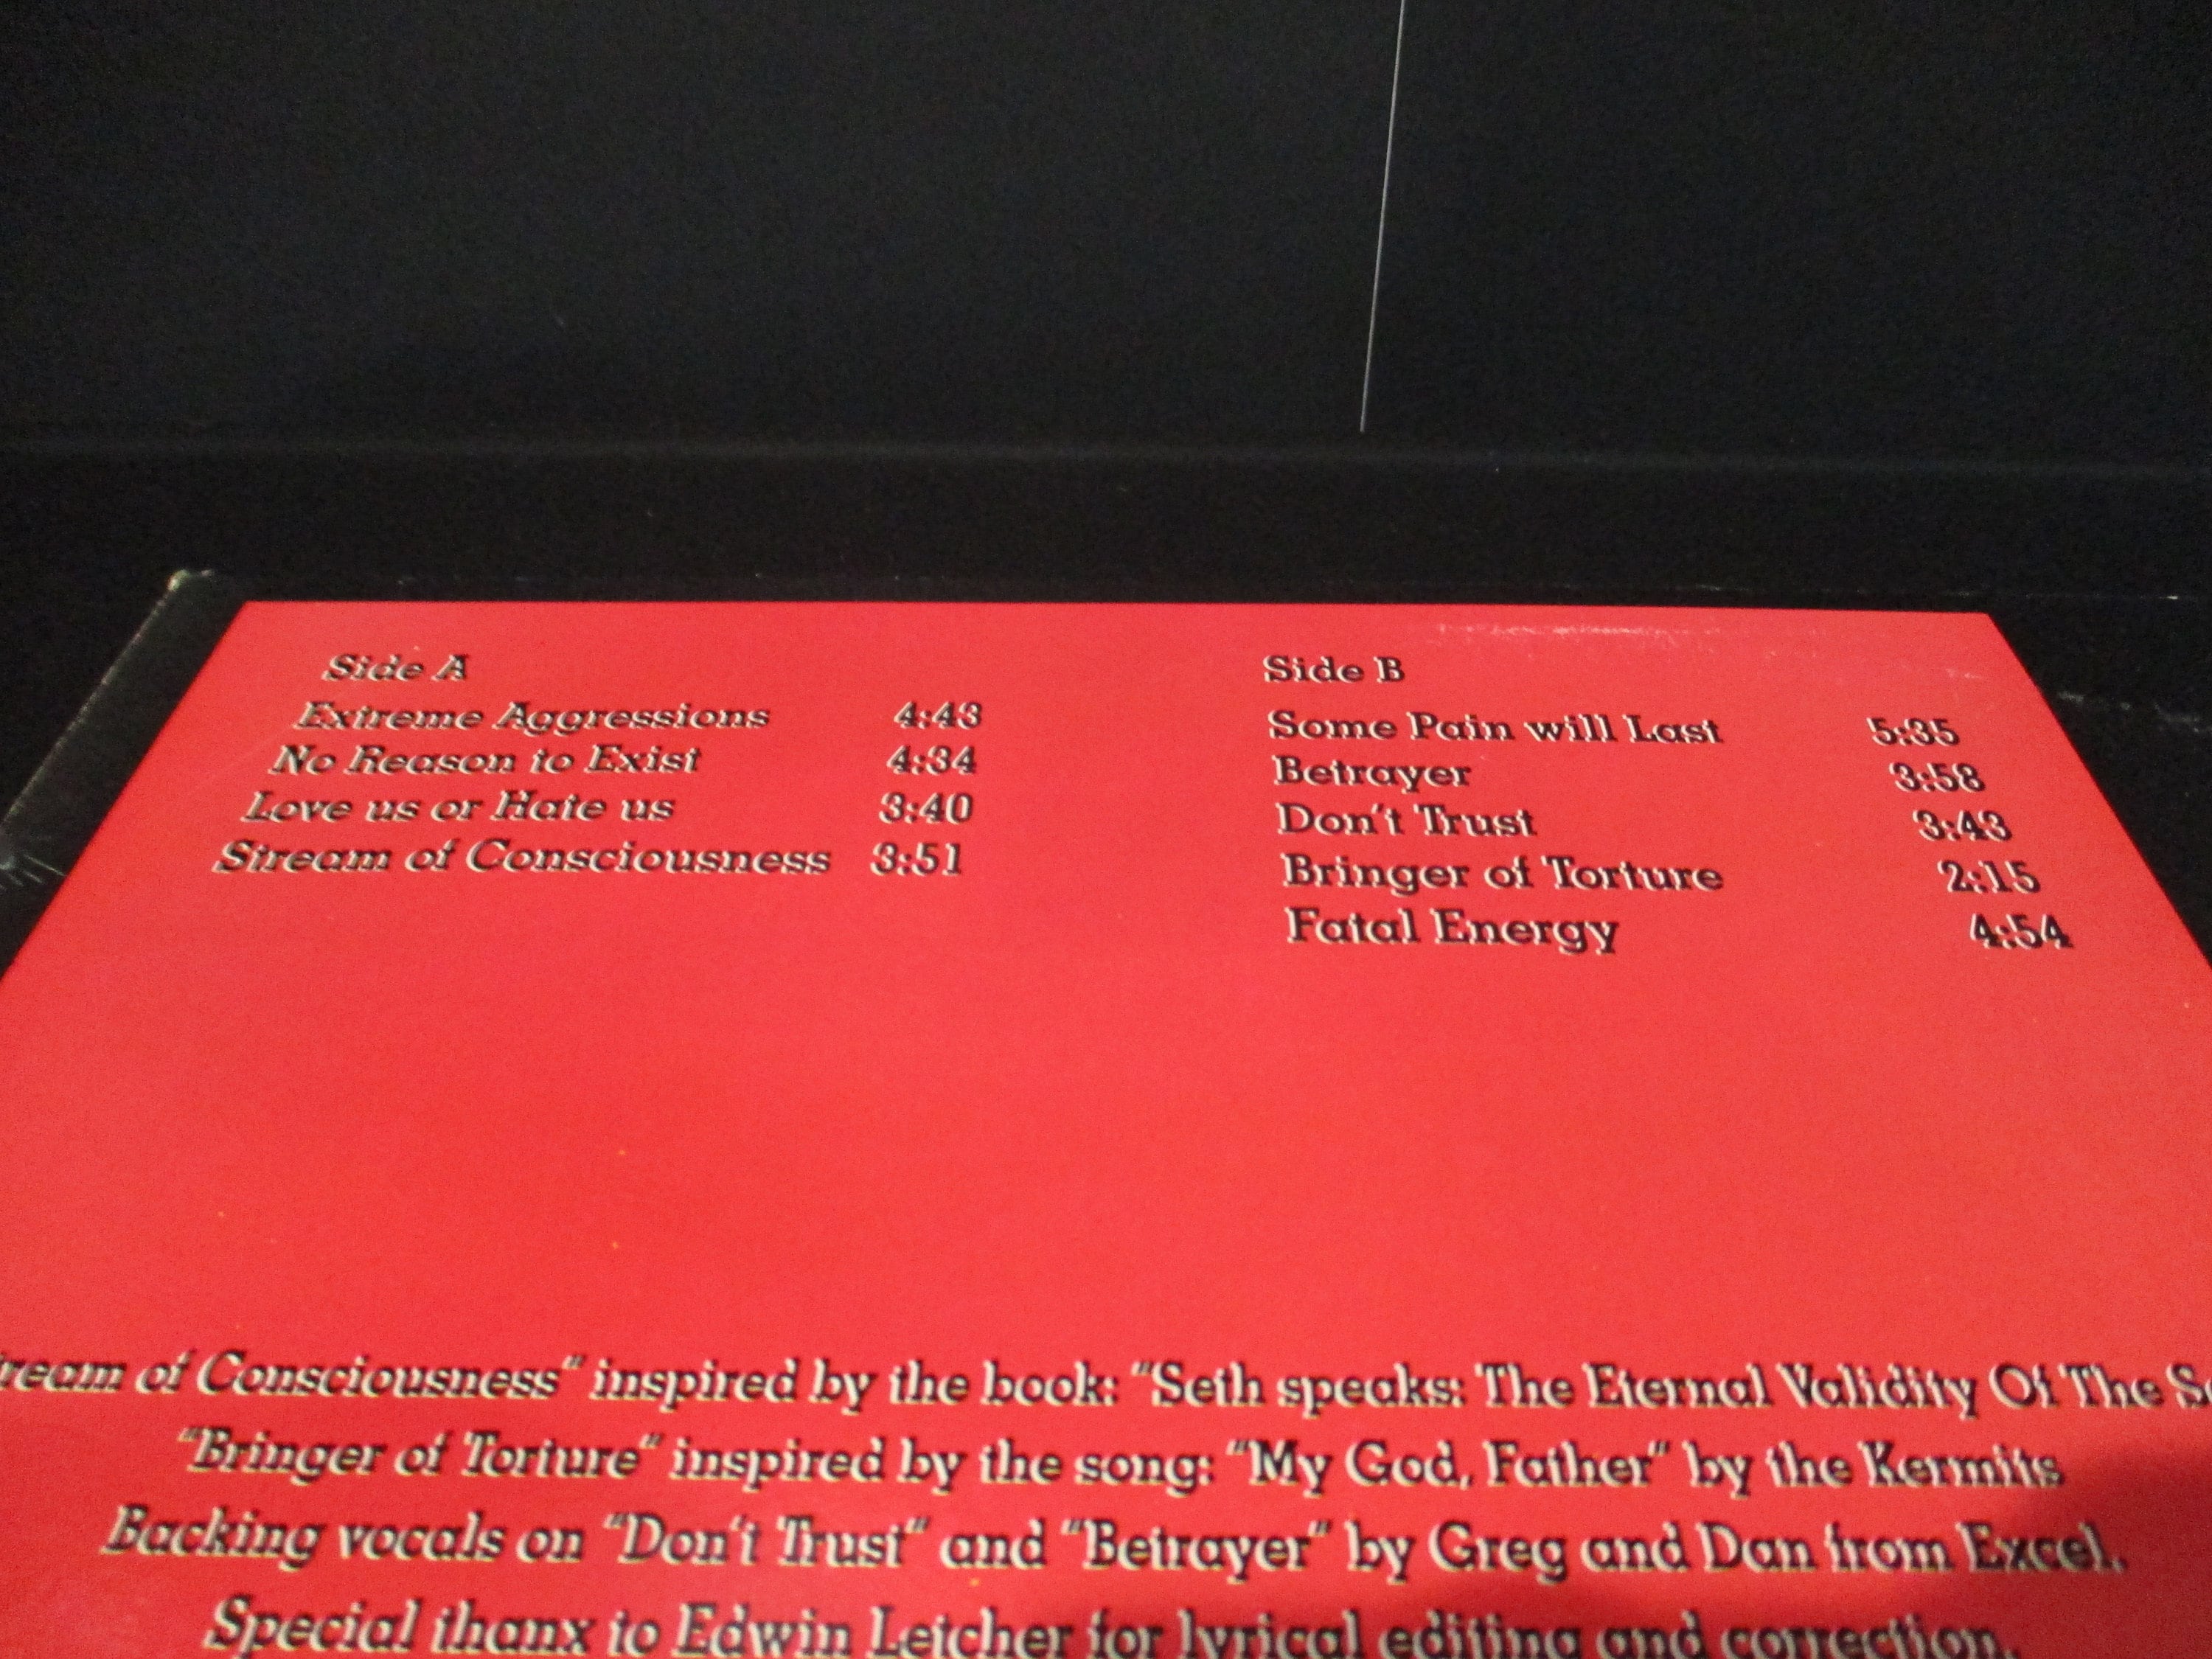 Side A
Extreme Aggressions 4:43
No Reason to Exist 4:34
Love us or Hate us 3:40
Stream of Consciousness 3:51
Side B
Some Pain will Last 5:35
Betrayer 3:58
Don't Trust 3:43
Bringer of Torture 2:15
Fatal Energy 4:54
of Consciousness" inspired by the book: "Seth speaks: The Eternal Validity Of The
"Bringer of Torture" inspired by the song: "My God, Father" by the Kermits
Backing vocals on "Don't Trust" and "Betrayer" by Greg and Dan from Excel.
Special thanx to Edwin Letcher for lyrical editing and correction.